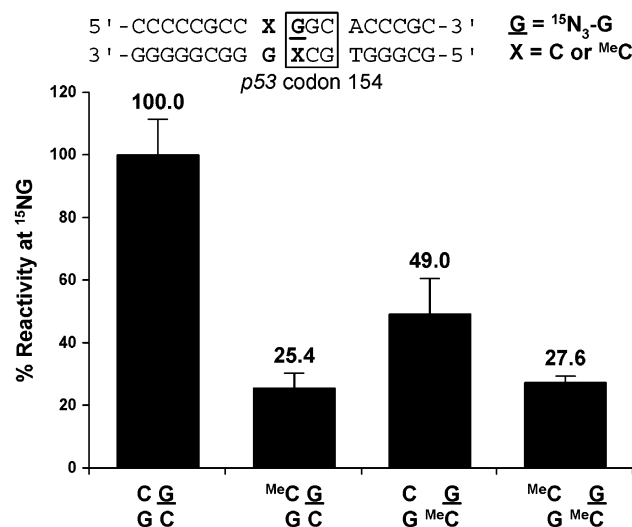 5'-CCCCCGCC X GGC ACCCGC-3' G = ¹⁵N₃-G
3'-GGGGGCGG G XCG TGGGCG-5' X = C or ᴹᵉC
p53 codon 154
% Reactivity at ¹⁵NG
120
100
80
60
40
20
0
100.0
25.4
49.0
27.6
C G ᴹᵉC G C G ᴹᵉC G
G C G C G ᴹᵉC G ᴹᵉC